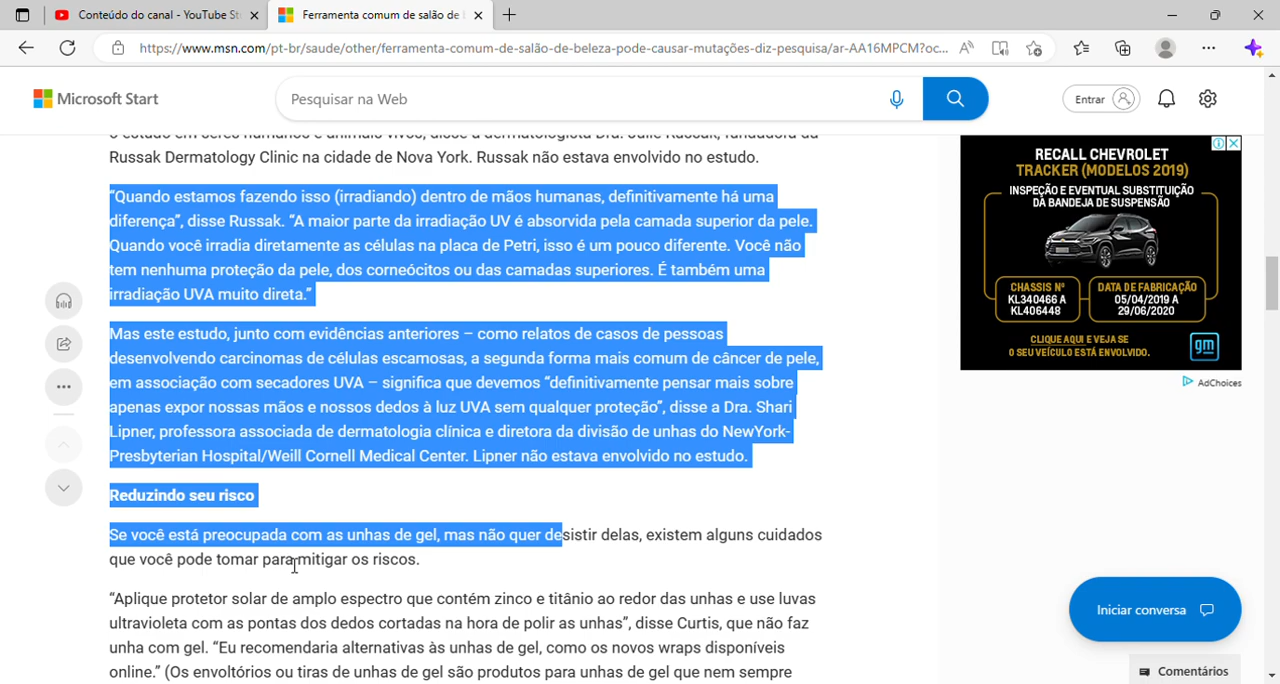 Conteúdo do canal - YouTube St
Ferramenta comum de salão de
https://www.msn.com/pt-br/saude/other/ferramenta-comum-de-salão-de-beleza-pode-causar-mutações-diz-pesquisa/ar-AA16MPCM?oc...
Microsoft Start
Pesquisar na Web
Entrar
o estudo em seres humanos e animais vivos, disse a dermatologista Dra. Julie Russak, fundadora da
Russak Dermatology Clinic na cidade de Nova York. Russak não estava envolvido no estudo.
“Quando estamos fazendo isso (irradiando) dentro de mãos humanas, definitivamente há uma
diferença”, disse Russak. “A maior parte da irradiação UV é absorvida pela camada superior da pele.
Quando você irradia diretamente as células na placa de Petri, isso é um pouco diferente. Você não
tem nenhuma proteção da pele, dos corneócitos ou das camadas superiores. É também uma
irradiação UVA muito direta.”
Mas este estudo, junto com evidências anteriores – como relatos de casos de pessoas
desenvolvendo carcinomas de células escamosas, a segunda forma mais comum de câncer de pele,
em associação com secadores UVA – significa que devemos “definitivamente pensar mais sobre
apenas expor nossas mãos e nossos dedos à luz UVA sem qualquer proteção”, disse a Dra. Shari
Lipner, professora associada de dermatologia clínica e diretora da divisão de unhas do NewYork-
Presbyterian Hospital/Weill Cornell Medical Center. Lipner não estava envolvido no estudo.
Reduzindo seu risco
Se você está preocupada com as unhas de gel, mas não quer desistir delas, existem alguns cuidados
que você pode tomar para mitigar os riscos.
“Aplique protetor solar de amplo espectro que contém zinco e titânio ao redor das unhas e use luvas
ultravioleta com as pontas dos dedos cortadas na hora de polir as unhas”, disse Curtis, que não faz
unha com gel. “Eu recomendaria alternativas às unhas de gel, como os novos wraps disponíveis
online.” (Os envoltórios ou tiras de unhas de gel são produtos para unhas de gel que nem sempre
RECALL CHEVROLET
TRACKER (MODELOS 2019)
INSPEÇÃO E EVENTUAL SUBSTITUIÇÃO
DA BANDEJA DE SUSPENSÃO
CHASSIS Nº
KL340466 A
KL406448
DATA DE FABRICAÇÃO
05/04/2019 A
29/06/2020
CLIQUE AQUI E VEJA SE
O SEU VEÍCULO ESTÁ ENVOLVIDO.
gm
AdChoices
Iniciar conversa
Comentários